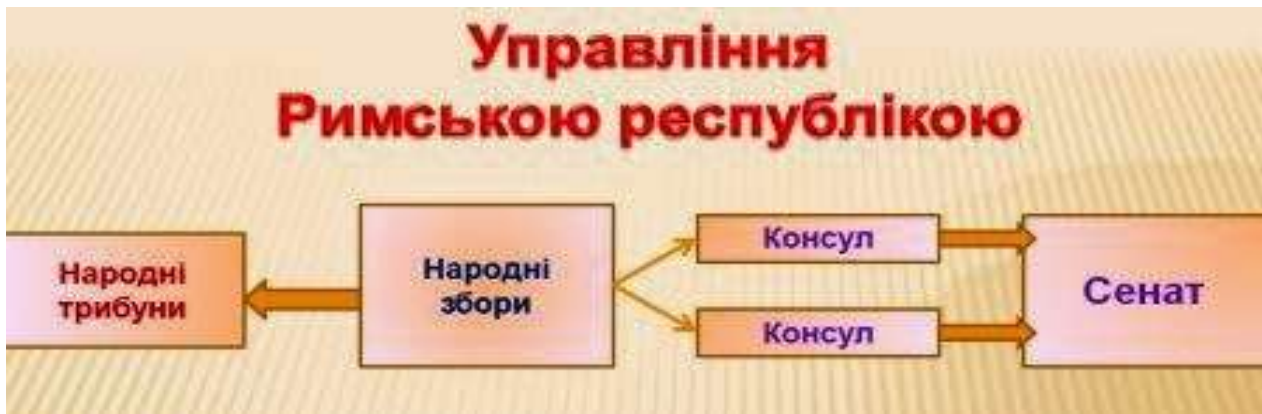 Управління
Римською республікою
Народні
трибуни
Народні
збори
Консул
Консул
Сенат